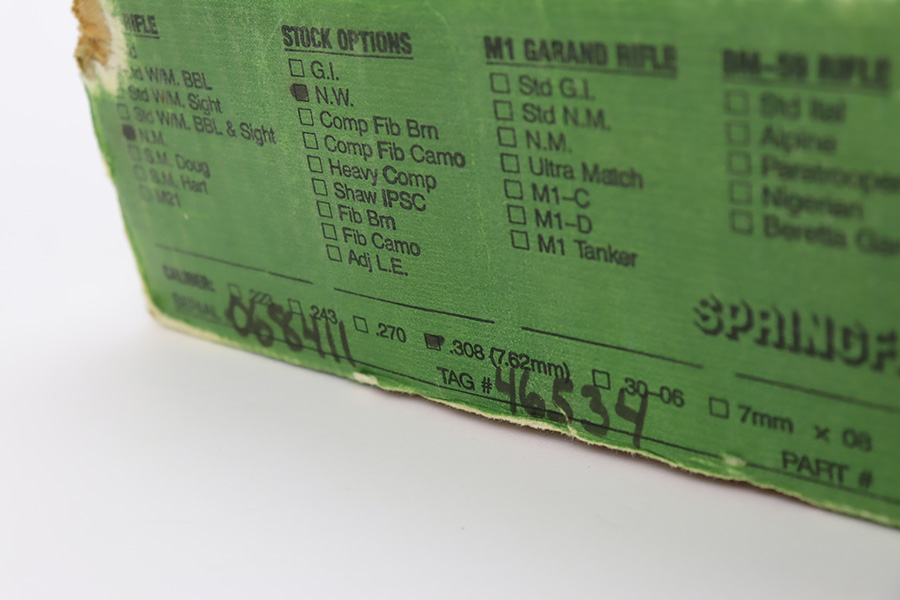 RIFLE
Std W/M. BBL
Std W/M. Sight
Std W/M. BBL & Sight
N.M.
S.M. Doug
S.M. Hart
M21
STOCK OPTIONS
G.I.
N.W.
Comp Fib Brn
Comp Fib Camo
Heavy Comp
Shaw IPSC
Fib Brn
Fib Camo
Adj L.E.
M1 GARAND RIFLE
Std G.I.
Std N.M.
N.M.
Ultra Match
M1-C
M1-D
M1 Tanker
BM-59 RIFLE
Std Ital
Alpine
Paratrooper
Nigerian
Beretta
SPRINGF
CALIBER: .243 .270 .308 (7.62mm) 30-06 7mm x 08
SERIAL 068411 TAG # 46534 PART #